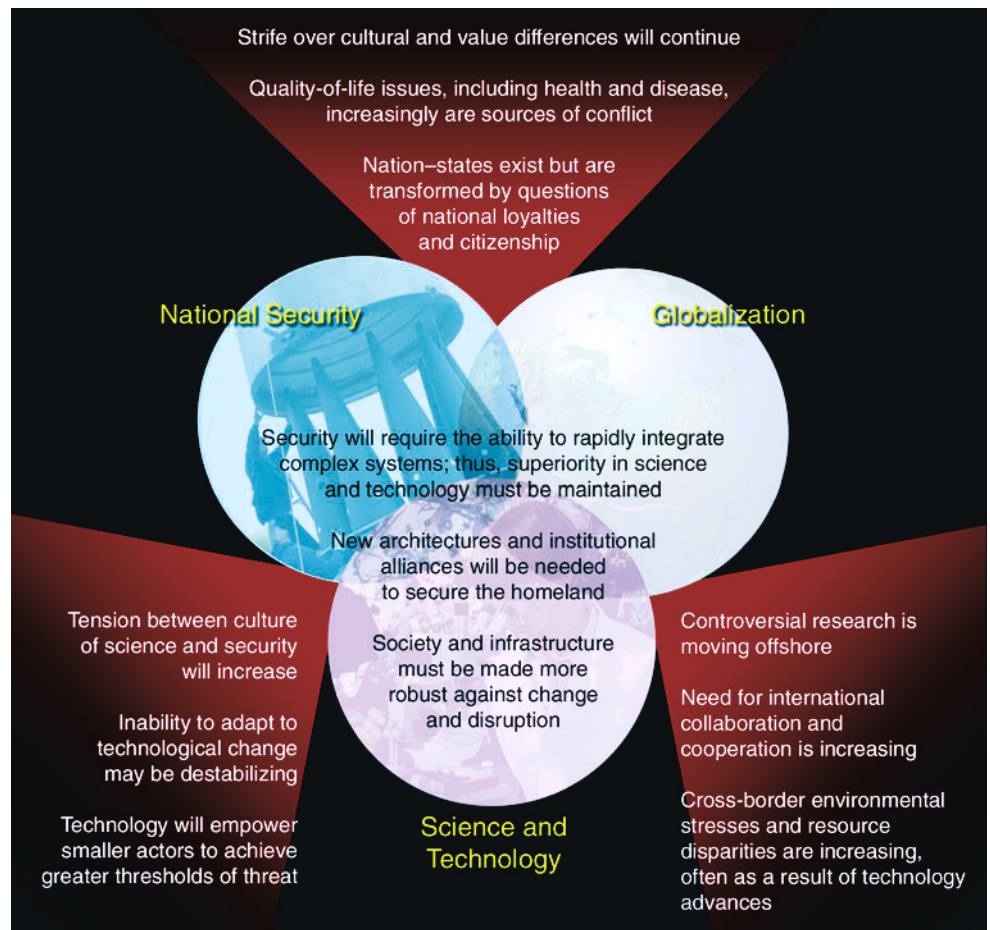 Strife over cultural and value differences will continue
Quality-of-life issues, including health and disease,
increasingly are sources of conflict
Nation–states exist but are
transformed by questions
of national loyalties
and citizenship
National Security
Globalization
Security will require the ability to rapidly integrate
complex systems; thus, superiority in science
and technology must be maintained
New architectures and institutional
alliances will be needed
to secure the homeland
Society and infrastructure
must be made more
robust against change
and disruption
Tension between culture
of science and security
will increase
Inability to adapt to
technological change
may be destabilizing
Technology will empower
smaller actors to achieve
greater thresholds of threat
Science and
Technology
Controversial research is
moving offshore
Need for international
collaboration and
cooperation is increasing
Cross-border environmental
stresses and resource
disparities are increasing,
often as a result of technology
advances